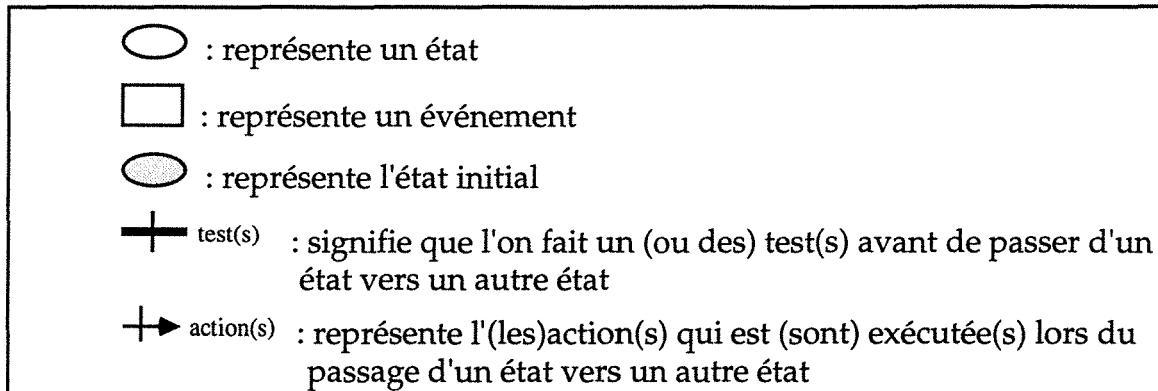 : représente un état
: représente un événement
: représente l'état initial
test(s) : signifie que l'on fait un (ou des) test(s) avant de passer d'un
état vers un autre état
action(s) : représente l'(les)action(s) qui est (sont) exécutée(s) lors du
passage d'un état vers un autre état